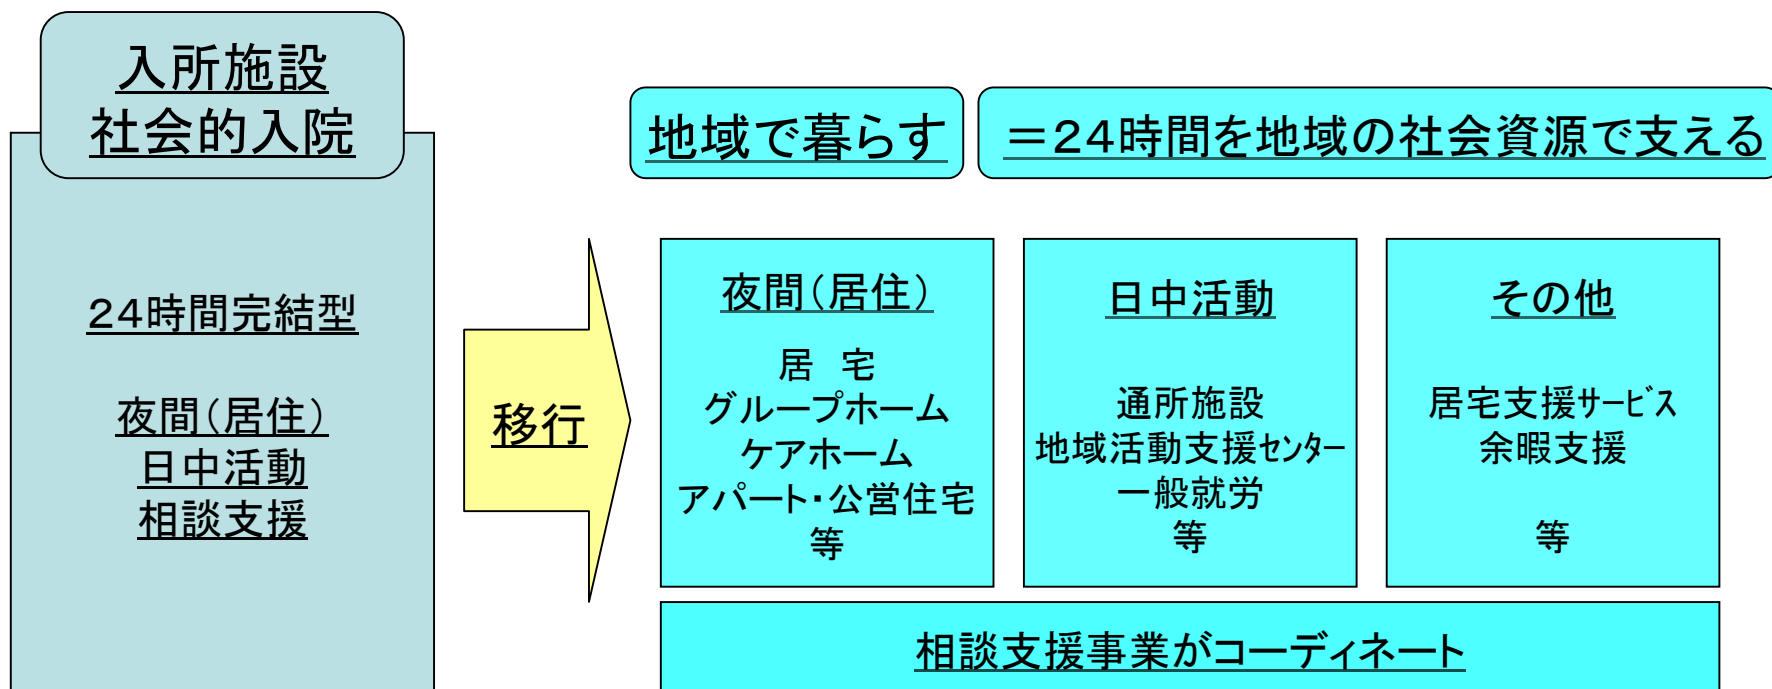 入所施設
社会的入院
24時間完結型
夜間(居住)
日中活動
相談支援
移行
地域で暮らす
=24時間を地域の社会資源で支える
夜間(居住)
居 宅
グループホーム
ケアホーム
アパート・公営住宅
等
日中活動
通所施設
地域活動支援ｾﾝﾀｰ
一般就労
等
その他
居宅支援ｻｰﾋﾞｽ
余暇支援
等
相談支援事業がコーディネート